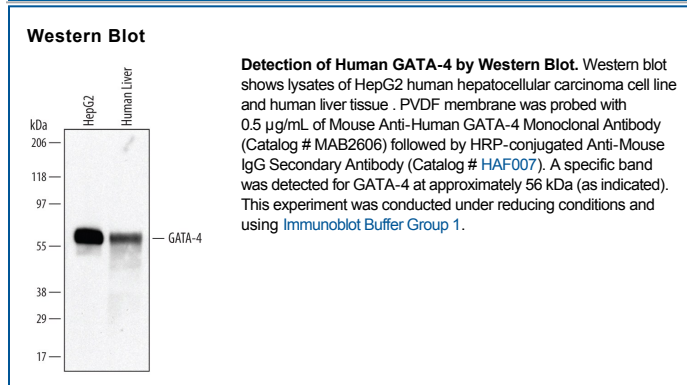 Western Blot
HepG2
Human Liver
kDa
206
118
97
55
38
29
17
GATA-4
Detection of Human GATA-4 by Western Blot. Western blot
shows lysates of HepG2 human hepatocellular carcinoma cell line
and human liver tissue . PVDF membrane was probed with
0.5 µg/mL of Mouse Anti-Human GATA-4 Monoclonal Antibody
(Catalog # MAB2606) followed by HRP-conjugated Anti-Mouse
IgG Secondary Antibody (Catalog # HAF007). A specific band
was detected for GATA-4 at approximately 56 kDa (as indicated).
This experiment was conducted under reducing conditions and
using Immunoblot Buffer Group 1.